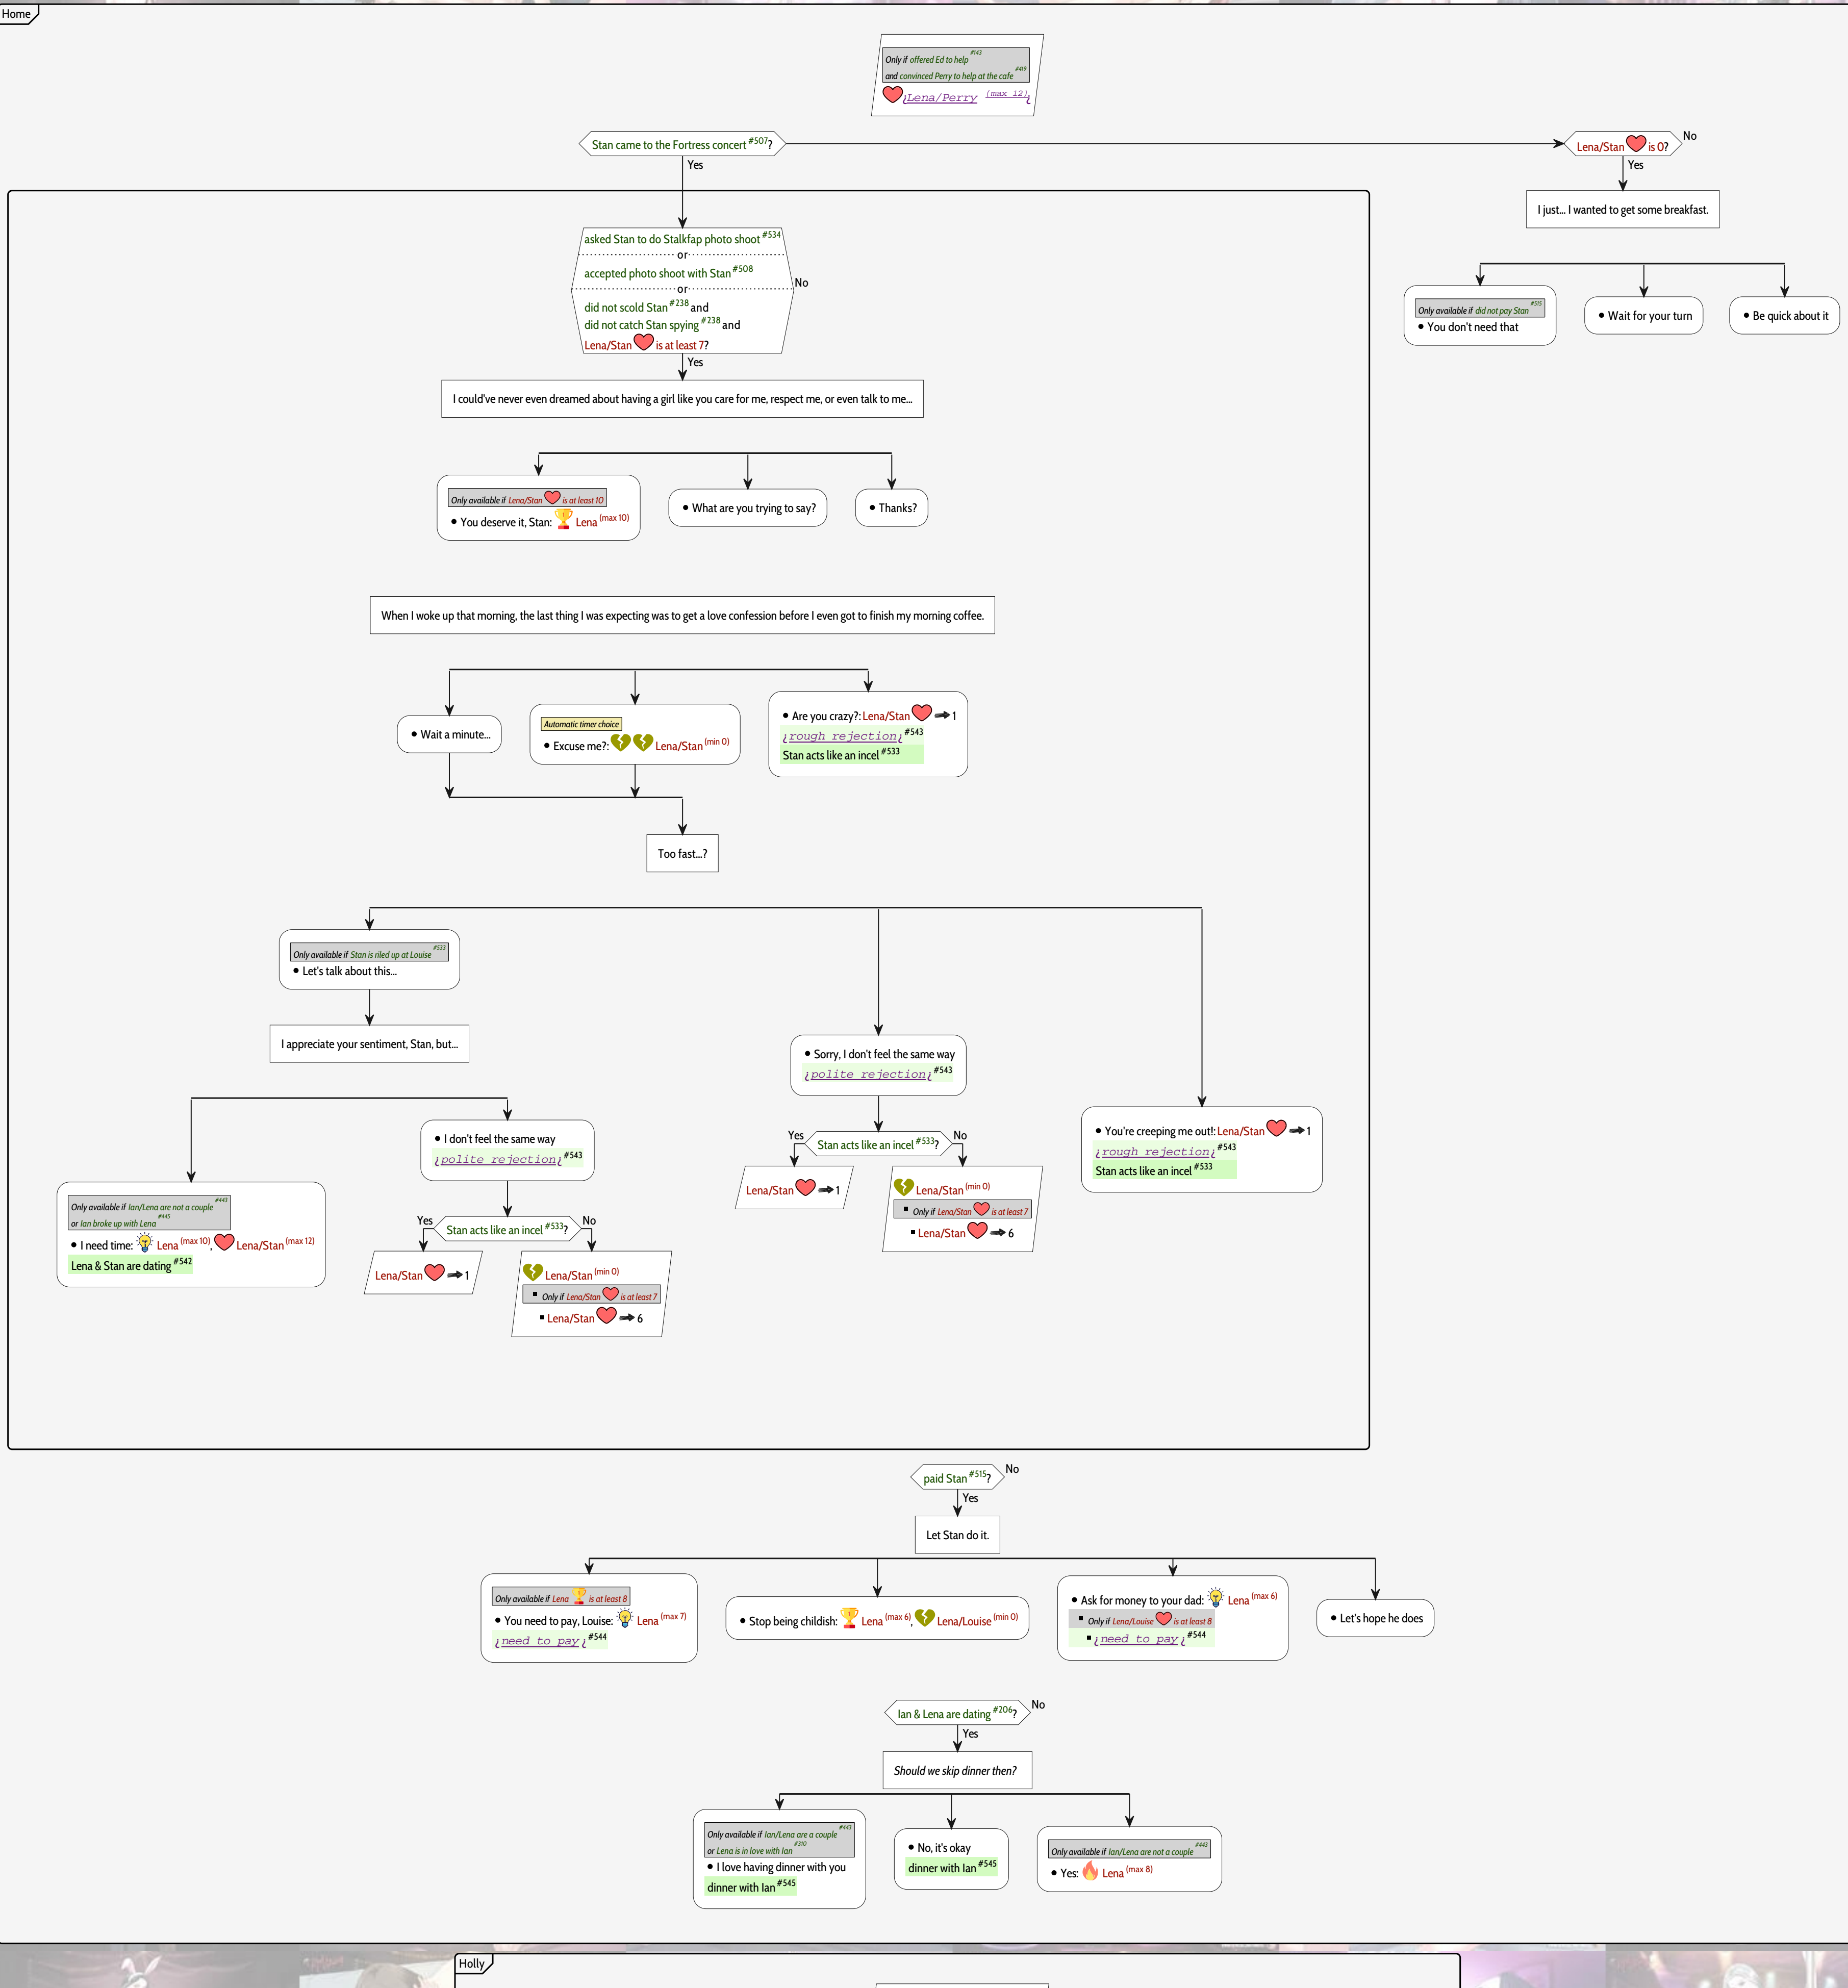 Home
Only if offered Ed to help #143
and convinced Perry to help at the cafe #419
¿Lena/Perry (max 12)¿
Stan came to the Fortress concert #507?
Yes
Lena/Stan is 0?
No
Yes
I just... I wanted to get some breakfast.
Only available if did not pay Stan #515
• You don't need that
• Wait for your turn
• Be quick about it
asked Stan to do Stalkfap photo shoot #534
or
accepted photo shoot with Stan #508
or
did not scold Stan #238 and
did not catch Stan spying #238 and
Lena/Stan is at least 7?
No
Yes
I could've never even dreamed about having a girl like you care for me, respect me, or even talk to me...
Only available if Lena/Stan is at least 10
• You deserve it, Stan: Lena (max 10)
• What are you trying to say?
• Thanks?
When I woke up that morning, the last thing I was expecting was to get a love confession before I even got to finish my morning coffee.
• Wait a minute...
Automatic timer choice
• Excuse me?: Lena/Stan (min 0)
• Are you crazy?: Lena/Stan → 1
¿rough rejection¿ #543
Stan acts like an incel #533
Too fast...?
Only available if Stan is riled up at Louise #533
• Let's talk about this...
I appreciate your sentiment, Stan, but...
Only available if Ian/Lena are not a couple #443
or Ian broke up with Lena #445
• I need time: Lena (max 10), Lena/Stan (max 12)
Lena & Stan are dating #542
• I don't feel the same way
¿polite rejection¿ #543
Stan acts like an incel #533?
Yes
No
Lena/Stan → 1
Lena/Stan (min 0)
▪ Only if Lena/Stan is at least 7
▪ Lena/Stan → 6
• Sorry, I don't feel the same way
¿polite rejection¿ #543
Stan acts like an incel #533?
Yes
No
Lena/Stan → 1
Lena/Stan (min 0)
▪ Only if Lena/Stan is at least 7
▪ Lena/Stan → 6
• You're creeping me out!: Lena/Stan → 1
¿rough rejection¿ #543
Stan acts like an incel #533
paid Stan #515?
No
Yes
Let Stan do it.
Only available if Lena is at least 8
• You need to pay, Louise: Lena (max 7)
¿need to pay¿ #544
• Stop being childish: Lena (max 6), Lena/Louise (min 0)
• Ask for money to your dad: Lena (max 6)
▪ Only if Lena/Louise is at least 8
▪ ¿need to pay¿ #544
• Let's hope he does
Ian & Lena are dating #206?
No
Yes
Should we skip dinner then?
Only available if Ian/Lena are a couple #443
or Lena is in love with Ian #310
• I love having dinner with you
dinner with Ian #545
• No, it's okay
dinner with Ian #545
Only available if Ian/Lena are not a couple #443
• Yes: Lena (max 8)
Holly